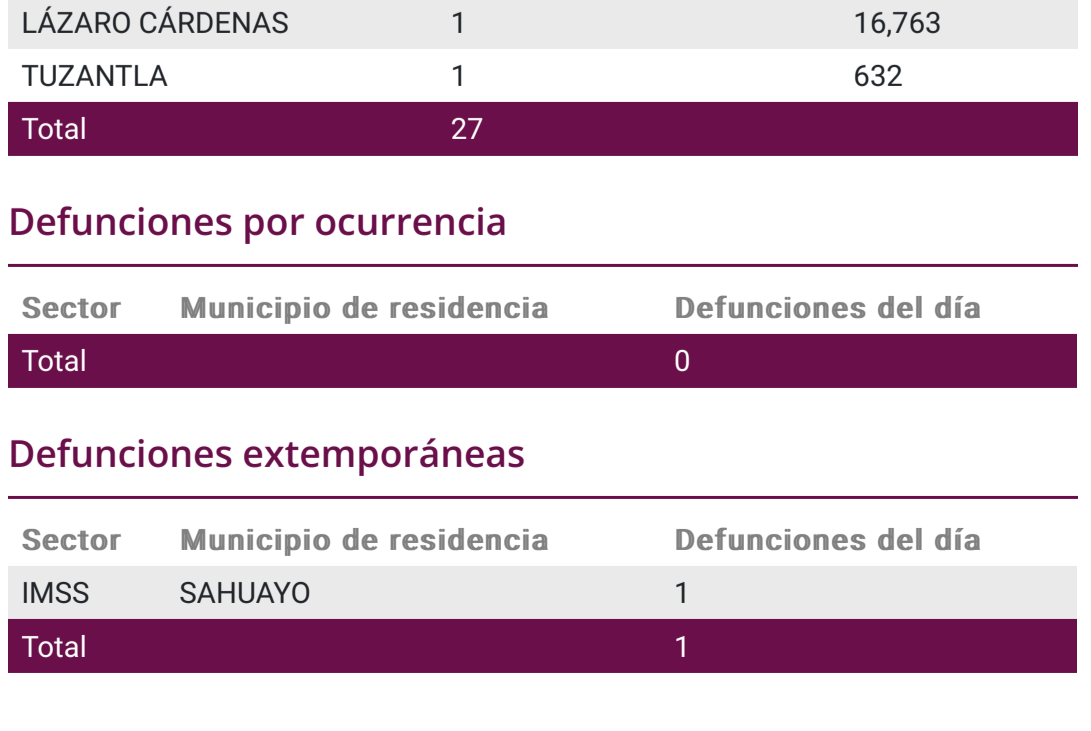 LÁZARO CÁRDENAS 1 16,763
TUZANTLA 1 632
Total 27
Defunciones por ocurrencia
Sector Municipio de residencia Defunciones del día
Total 0
Defunciones extemporáneas
Sector Municipio de residencia Defunciones del día
IMSS SAHUAYO 1
Total 1